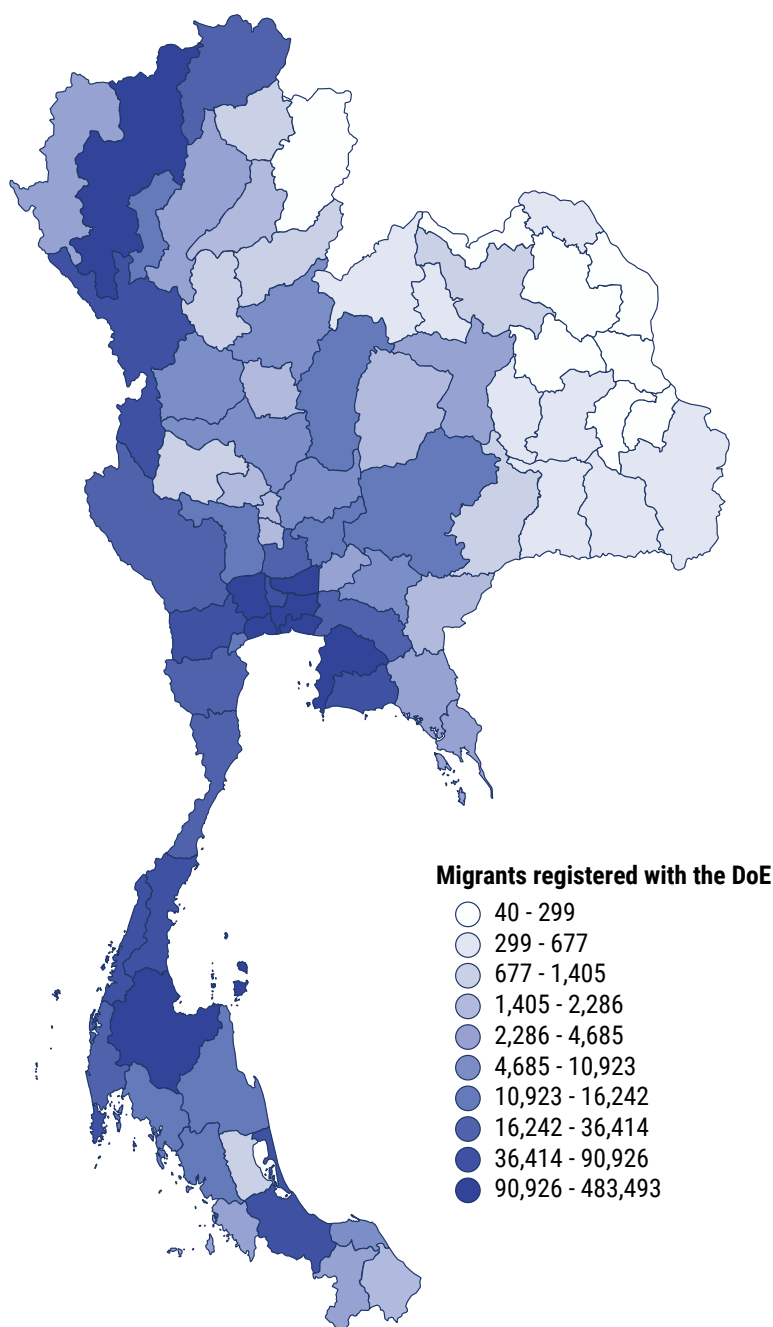 Migrants registered with the DoE
40 - 299
299 - 677
677 - 1,405
1,405 - 2,286
2,286 - 4,685
4,685 - 10,923
10,923 - 16,242
16,242 - 36,414
36,414 - 90,926
90,926 - 483,493